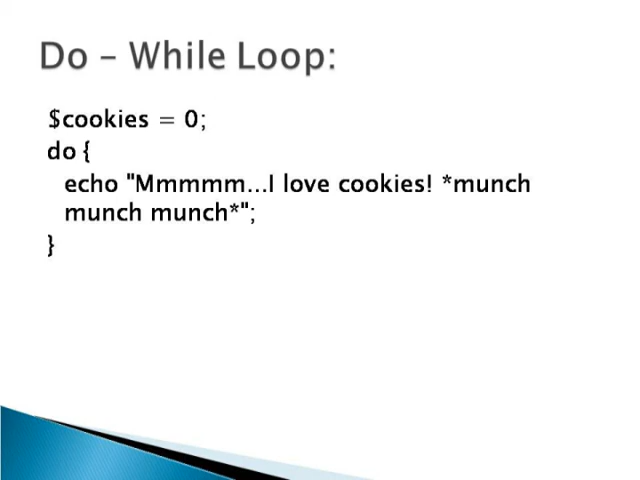 Do – While Loop:
$cookies = 0;
do {
echo "Mmmmm...I love cookies! *munch
munch munch*";
}